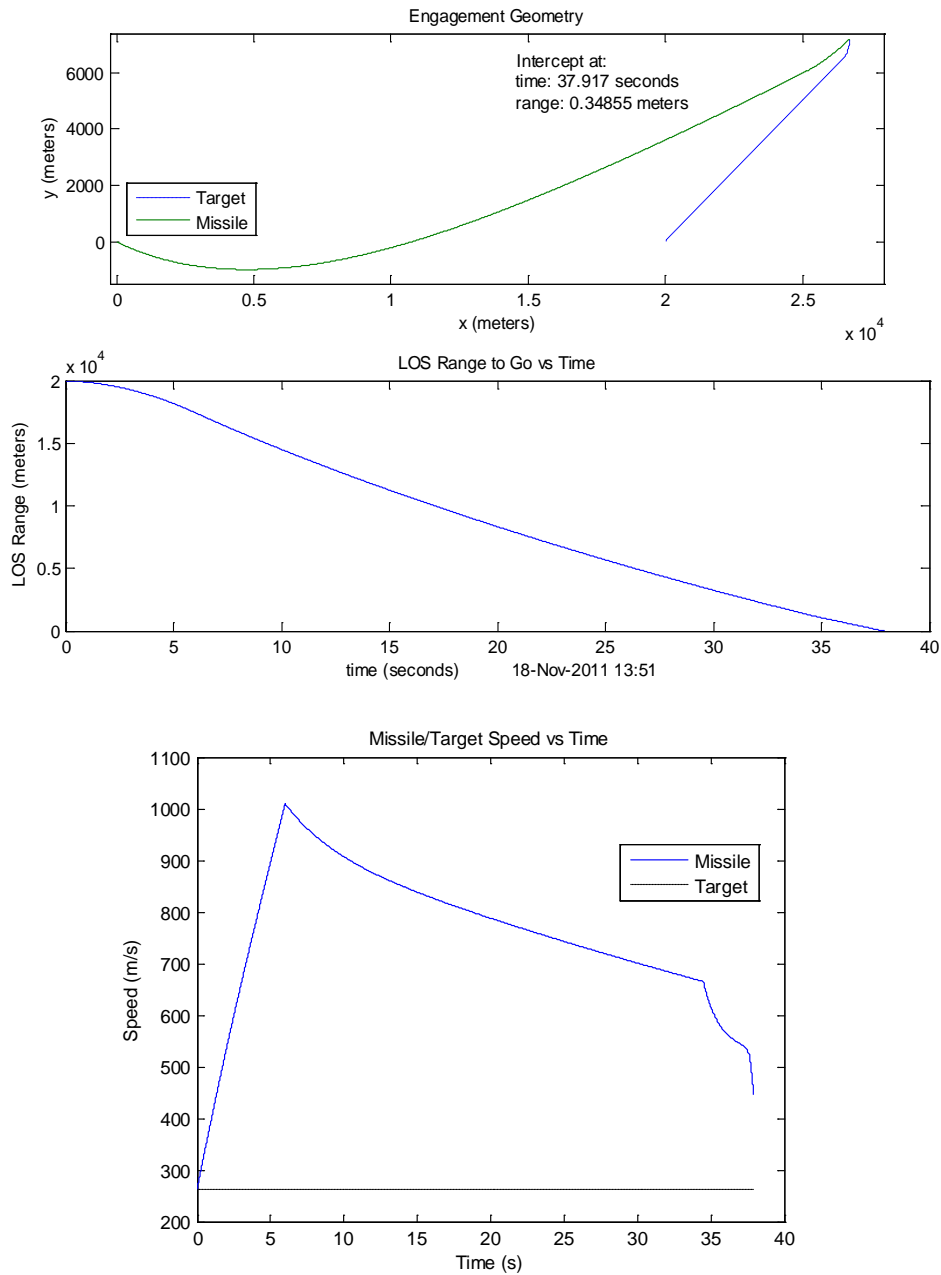 Engagement Geometry
Intercept at:
time: 37.917 seconds
range: 0.34855 meters
6000
4000
2000
0
y (meters)
Target
Missile
0
0.5
1
1.5
2
2.5
x (meters)
x 10^4
x 10^4
LOS Range to Go vs Time
2
1.5
1
0.5
0
LOS Range (meters)
0
5
10
15
20
25
30
35
40
time (seconds)
18-Nov-2011 13:51
Missile/Target Speed vs Time
1100
1000
900
800
700
600
500
400
300
200
Speed (m/s)
Missile
Target
0
5
10
15
20
25
30
35
40
Time (s)